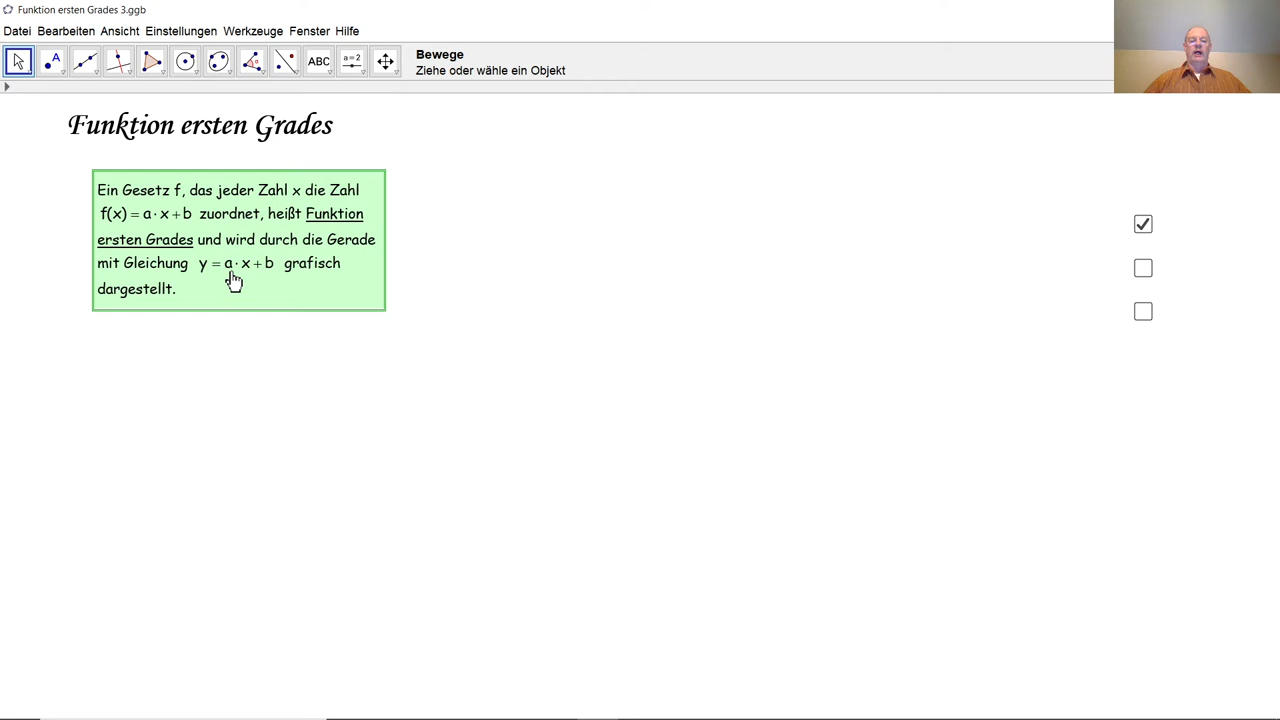 Funktion ersten Grades 3.ggb
Datei Bearbeiten Ansicht Einstellungen Werkzeuge Fenster Hilfe
A
ABC
a=2
Bewege
Ziehe oder wähle ein Objekt
Funktion ersten Grades
Ein Gesetz f, das jeder Zahl x die Zahl
f(x) = a · x + b zuordnet, heißt Funktion
ersten Grades und wird durch die Gerade
mit Gleichung y = a · x + b grafisch
dargestellt.